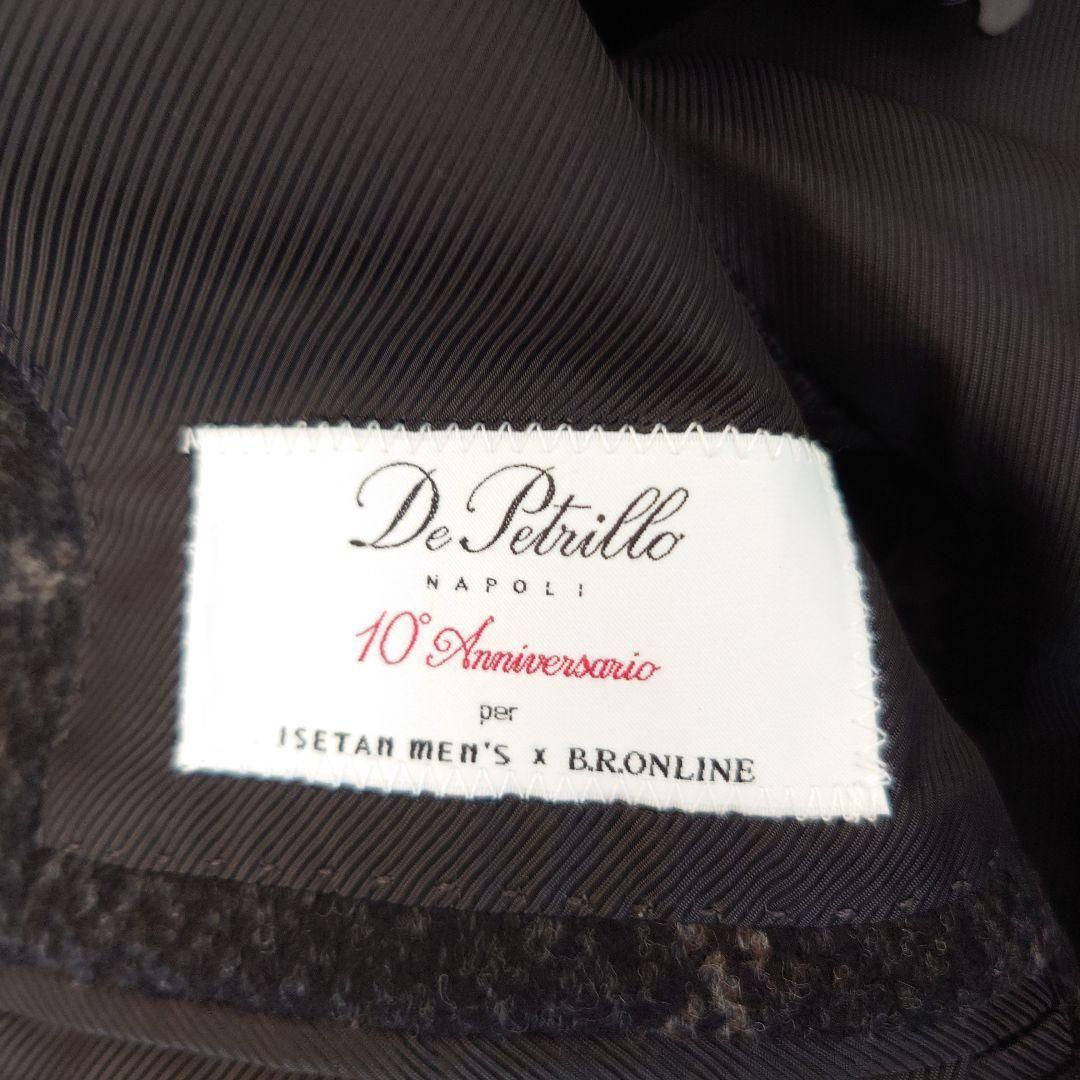 De Petrillo
NAPOLI
10° Anniversario
per
ISETAN MEN'S x B.R.ONLINE